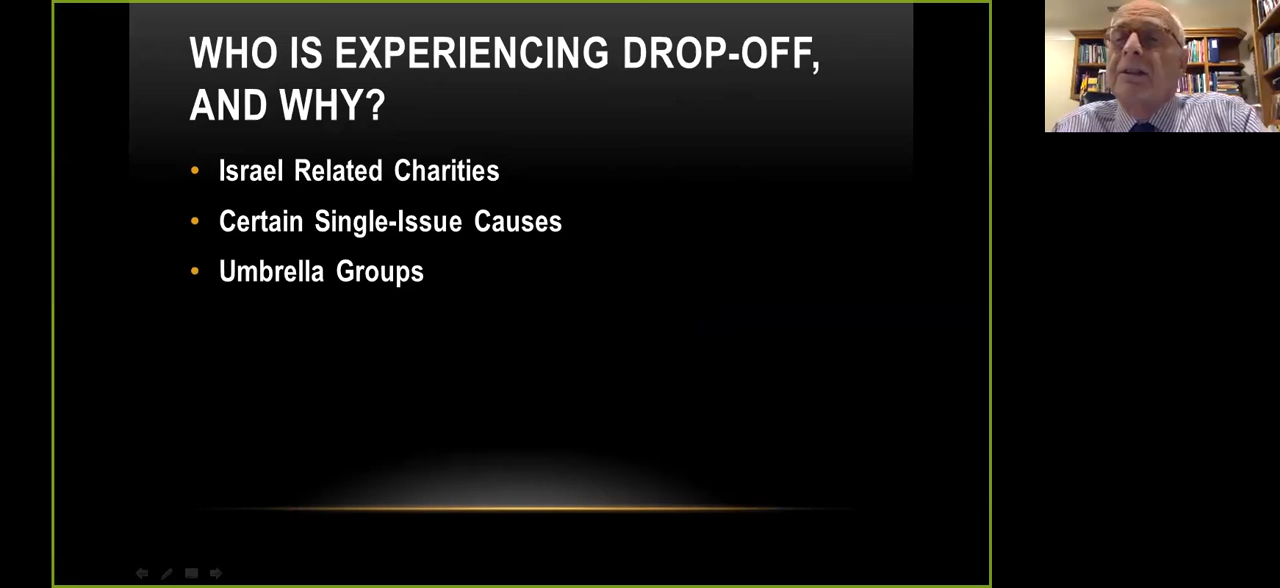 WHO IS EXPERIENCING DROP-OFF,
AND WHY?
• Israel Related Charities
• Certain Single-Issue Causes
• Umbrella Groups